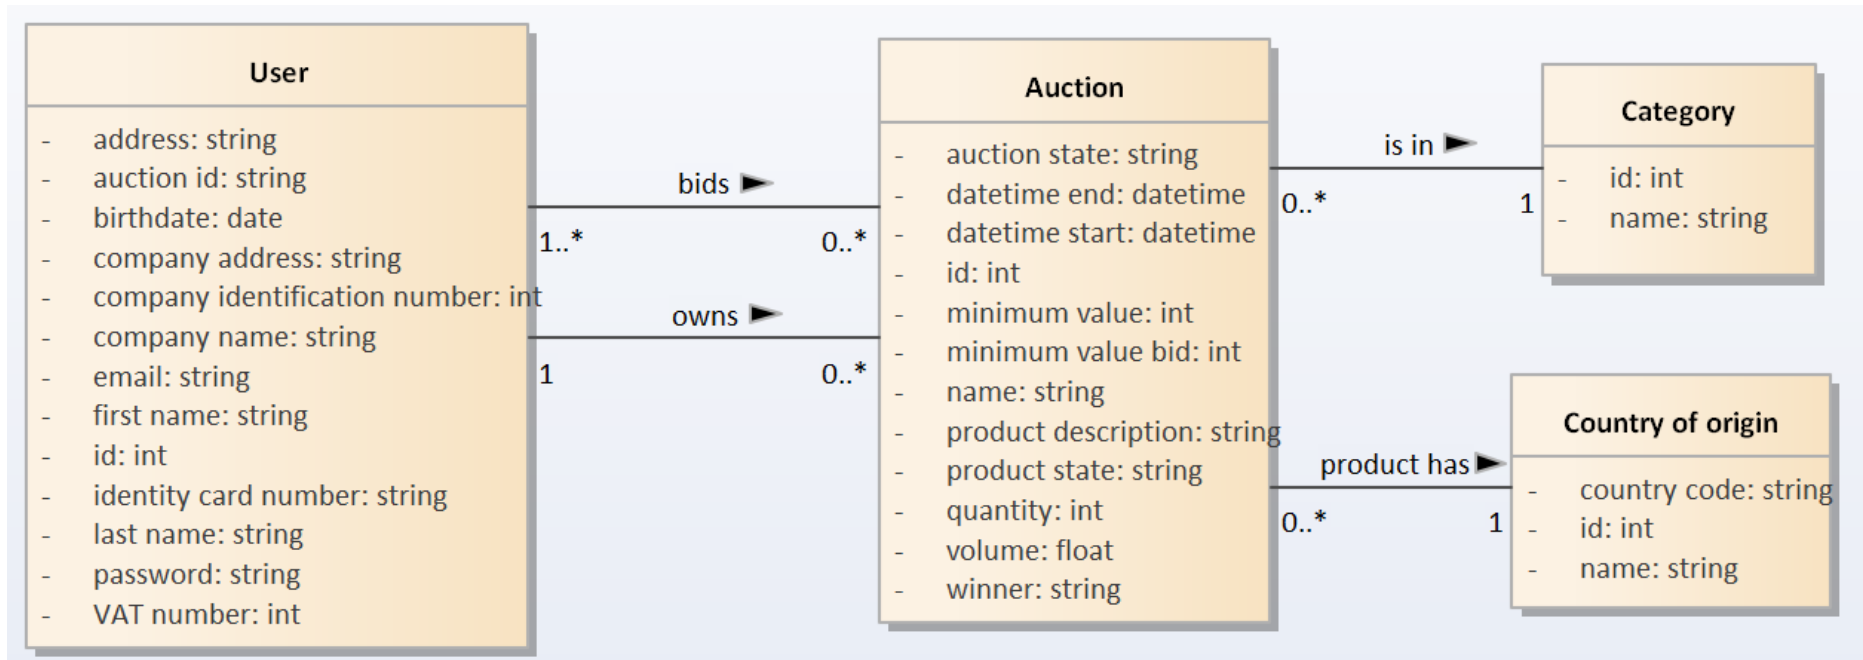 User
- address: string
- auction id: string
- birthdate: date
- company address: string
- company identification number: int
- company name: string
- email: string
- first name: string
- id: int
- identity card number: string
- last name: string
- password: string
- VAT number: int
bids
1..* 0..*
owns
1 0..*
Auction
- auction state: string
- datetime end: datetime
- datetime start: datetime
- id: int
- minimum value: int
- minimum value bid: int
- name: string
- product description: string
- product state: string
- quantity: int
- volume: float
- winner: string
is in
0..* 1
Category
- id: int
- name: string
product has
0..* 1
Country of origin
- country code: string
- id: int
- name: string